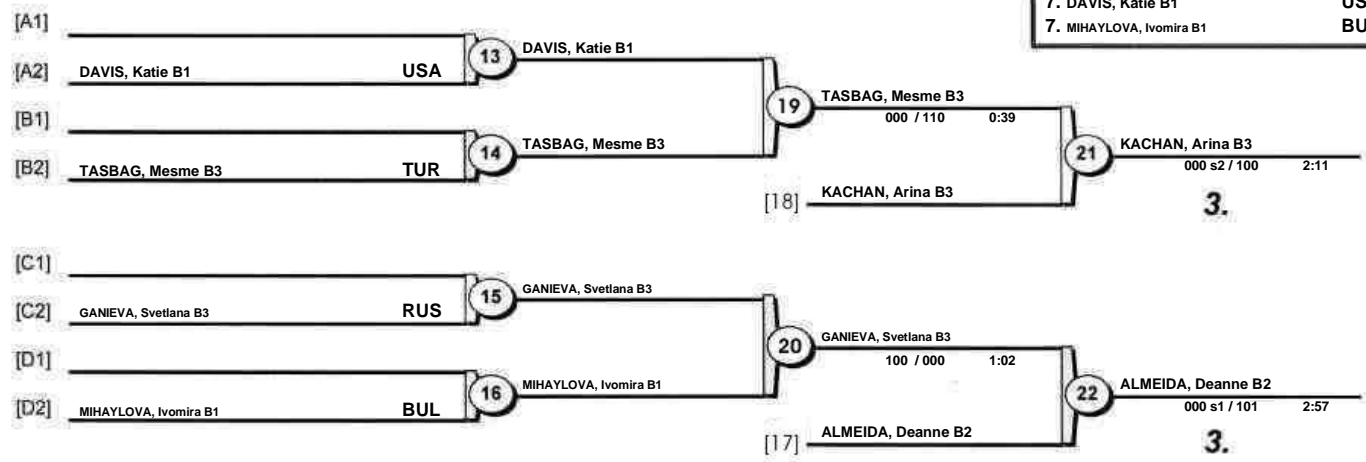 7. DAVIS, Katie B1 US
7. MIHAYLOVA, Ivomira B1 BU
[A1]
[A2] DAVIS, Katie B1 USA
13 DAVIS, Katie B1
[B1]
[B2] TASBAG, Mesme B3 TUR
14 TASBAG, Mesme B3
19 TASBAG, Mesme B3
000 / 110 0:39
[18] KACHAN, Arina B3
21 KACHAN, Arina B3
000 s2 / 100 2:11
3.
[C1]
[C2] GANIEVA, Svetlana B3 RUS
15 GANIEVA, Svetlana B3
[D1]
[D2] MIHAYLOVA, Ivomira B1 BUL
16 MIHAYLOVA, Ivomira B1
20 GANIEVA, Svetlana B3
100 / 000 1:02
[17] ALMEIDA, Deanne B2
22 ALMEIDA, Deanne B2
000 s1 / 101 2:57
3.